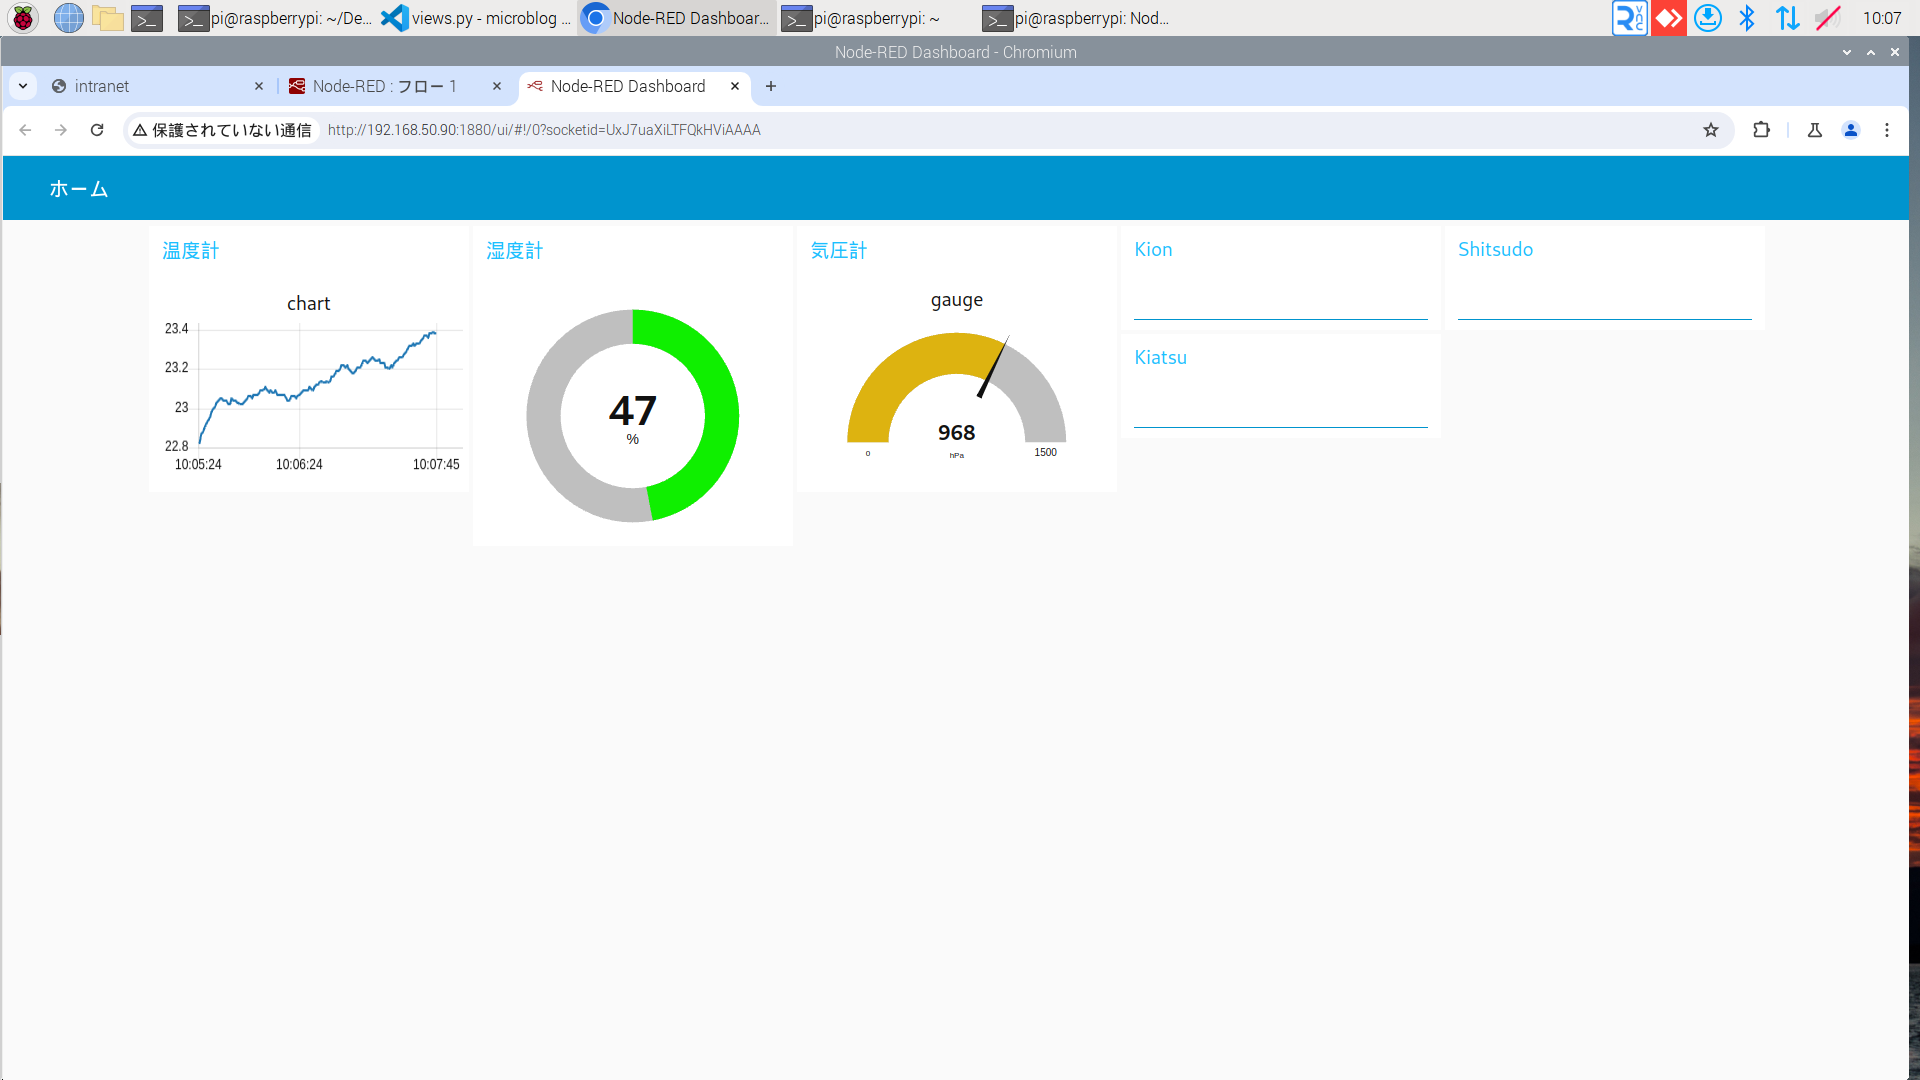 pi@raspberrypi: ~/De...
views.py - microblog ...
Node-RED Dashboar...
pi@raspberrypi: ~
pi@raspberrypi: Nod...
10:07
Node-RED Dashboard - Chromium
intranet
Node-RED : フロー 1
Node-RED Dashboard
保護されていない通信
http://192.168.50.90:1880/ui/#!/0?socketid=UxJ7uaXiLTFQkHViAAAA
ホーム
温度計
chart
23.4
23.2
23
22.8
10:05:24
10:06:24
10:07:45
湿度計
47
%
気圧計
gauge
968
hPa
0
1500
Kion
Shitsudo
Kiatsu